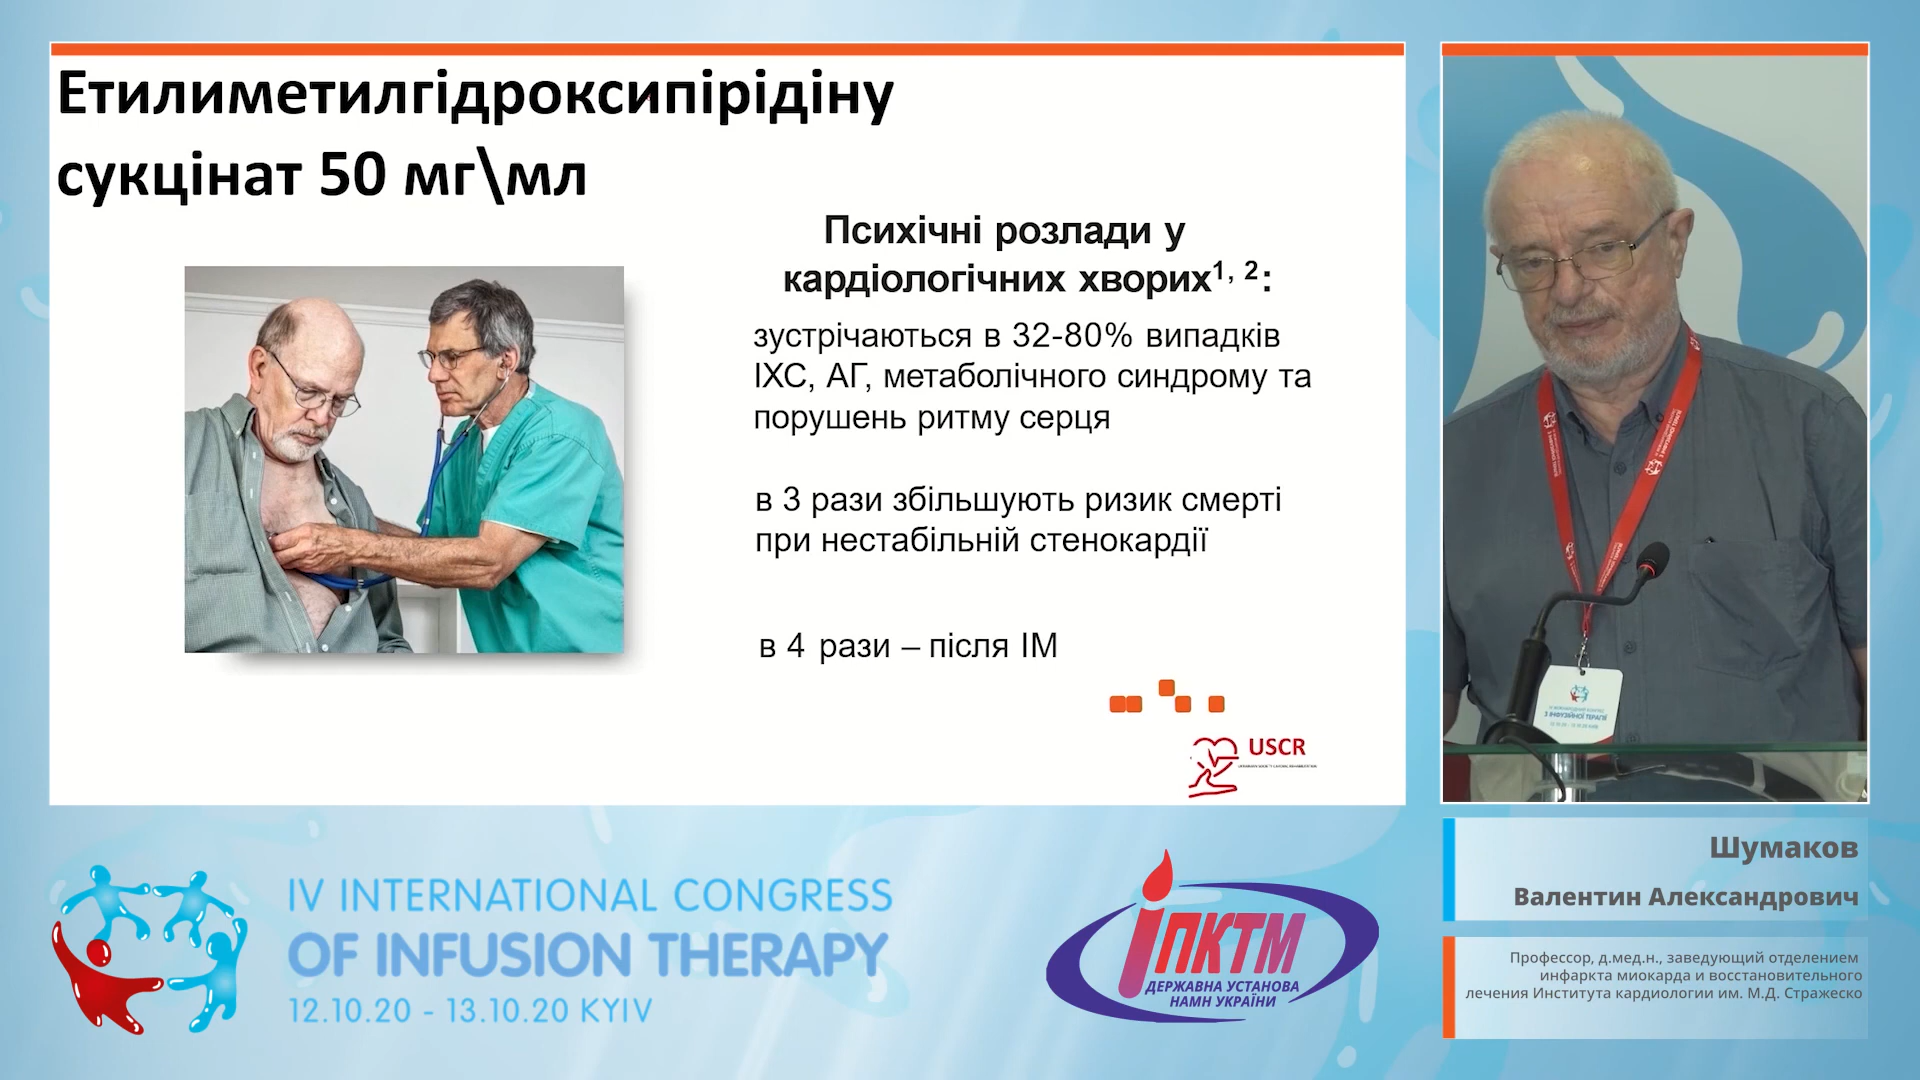 Етилиметилгідроксипірідіну
сукцінат 50 мг\мл
Психічні розлади у
кардіологічних хворих1, 2:
зустрічаються в 32-80% випадків
ІХС, АГ, метаболічного синдрому та
порушень ритму серця
в 3 рази збільшують ризик смерті
при нестабільній стенокардії
в 4 рази – після ІМ
USCR
IV INTERNATIONAL CONGRESS
OF INFUSION THERAPY
12.10.20 - 13.10.20 KYIV
ІПКТМ
ДЕРЖАВНА УСТАНОВА
НАМН УКРАЇНИ
З ІНФУЗІЙНОЇ ТЕРАПІЇ
Шумаков
Валентин Александрович
Профессор, д.мед.н., заведующий отделением
инфаркта миокарда и восстановительного
лечения Института кардиологии им. М.Д. Стражеско